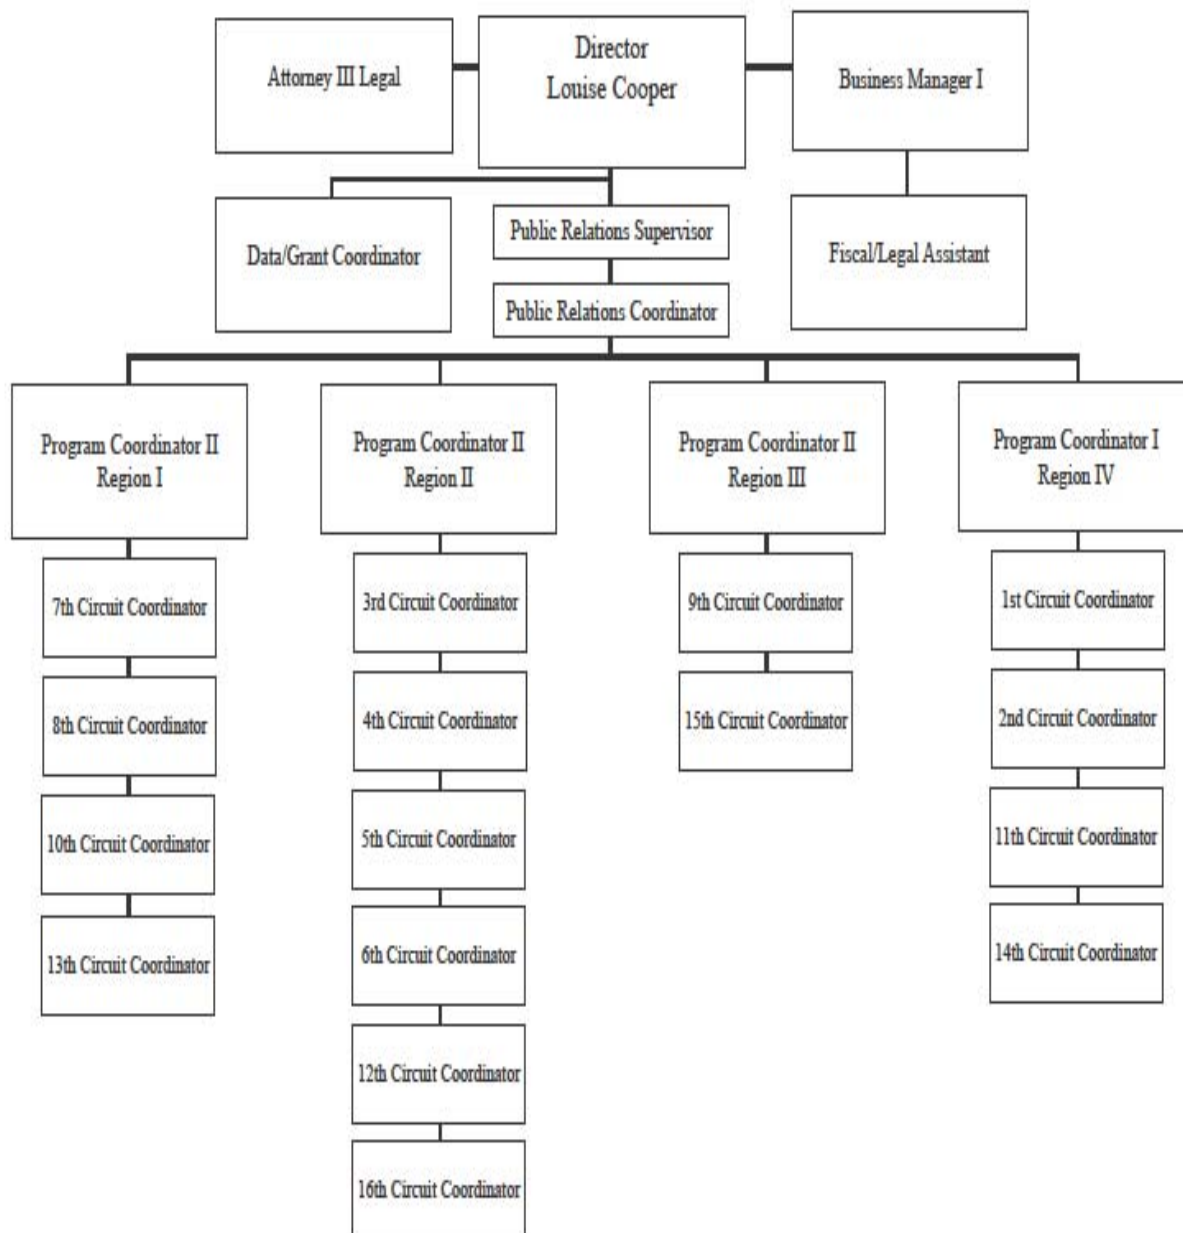 Attorney III Legal
Director
Louise Cooper
Business Manager I
Data/Grant Coordinator
Public Relations Supervisor
Fiscal/Legal Assistant
Public Relations Coordinator
Program Coordinator II
Region I
Program Coordinator II
Region II
Program Coordinator II
Region III
Program Coordinator I
Region IV
7th Circuit Coordinator
3rd Circuit Coordinator
9th Circuit Coordinator
1st Circuit Coordinator
8th Circuit Coordinator
4th Circuit Coordinator
15th Circuit Coordinator
2nd Circuit Coordinator
10th Circuit Coordinator
5th Circuit Coordinator
11th Circuit Coordinator
13th Circuit Coordinator
6th Circuit Coordinator
14th Circuit Coordinator
12th Circuit Coordinator
16th Circuit Coordinator